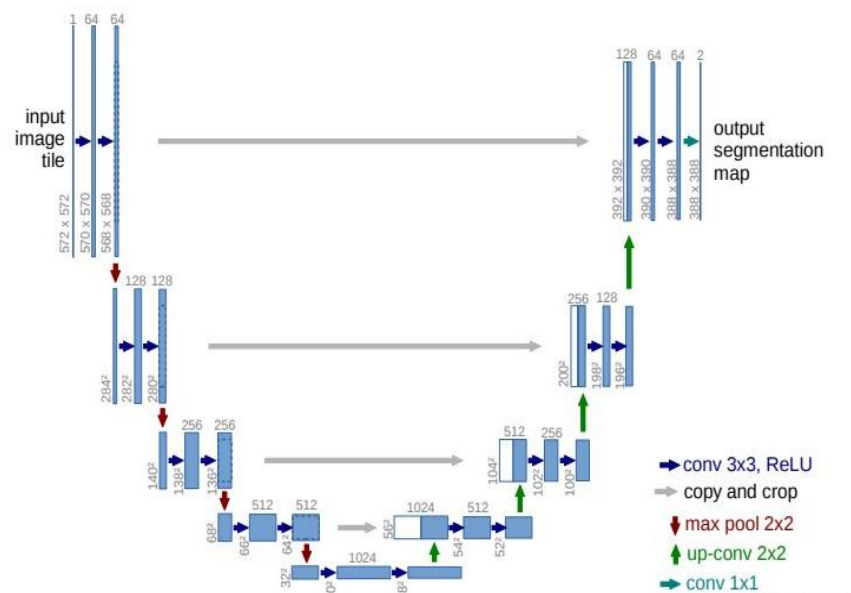 1 64 64
128 64 64 2
input
image
tile
output
segmentation
map
572 x 572
570 x 570
568 x 568
392 x 392
390 x 390
388 x 388
388 x 388
128 128
256 128
284²
282²
280²
200²
198²
196²
256 256
512 256
140²
138²
136²
104²
102²
100²
512 512
1024 512
68²
66²
64²
56²
54²
52²
1024
32²
0²
8²
conv 3x3, ReLU
copy and crop
max pool 2x2
up-conv 2x2
conv 1x1